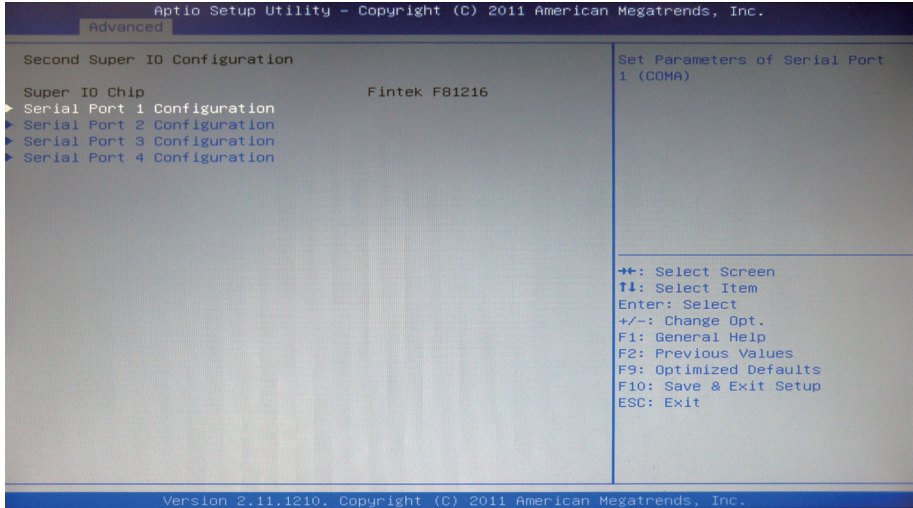 Aptio Setup Utility – Copyright (C) 2011 American Megatrends, Inc.
Advanced
Second Super IO Configuration
Super IO Chip Fintek F81216
Serial Port 1 Configuration
Serial Port 2 Configuration
Serial Port 3 Configuration
Serial Port 4 Configuration
Set Parameters of Serial Port
1 (COMA)
→←: Select Screen
↑↓: Select Item
Enter: Select
+/-: Change Opt.
F1: General Help
F2: Previous Values
F9: Optimized Defaults
F10: Save & Exit Setup
ESC: Exit
Version 2.11.1210. Copyright (C) 2011 American Megatrends, Inc.